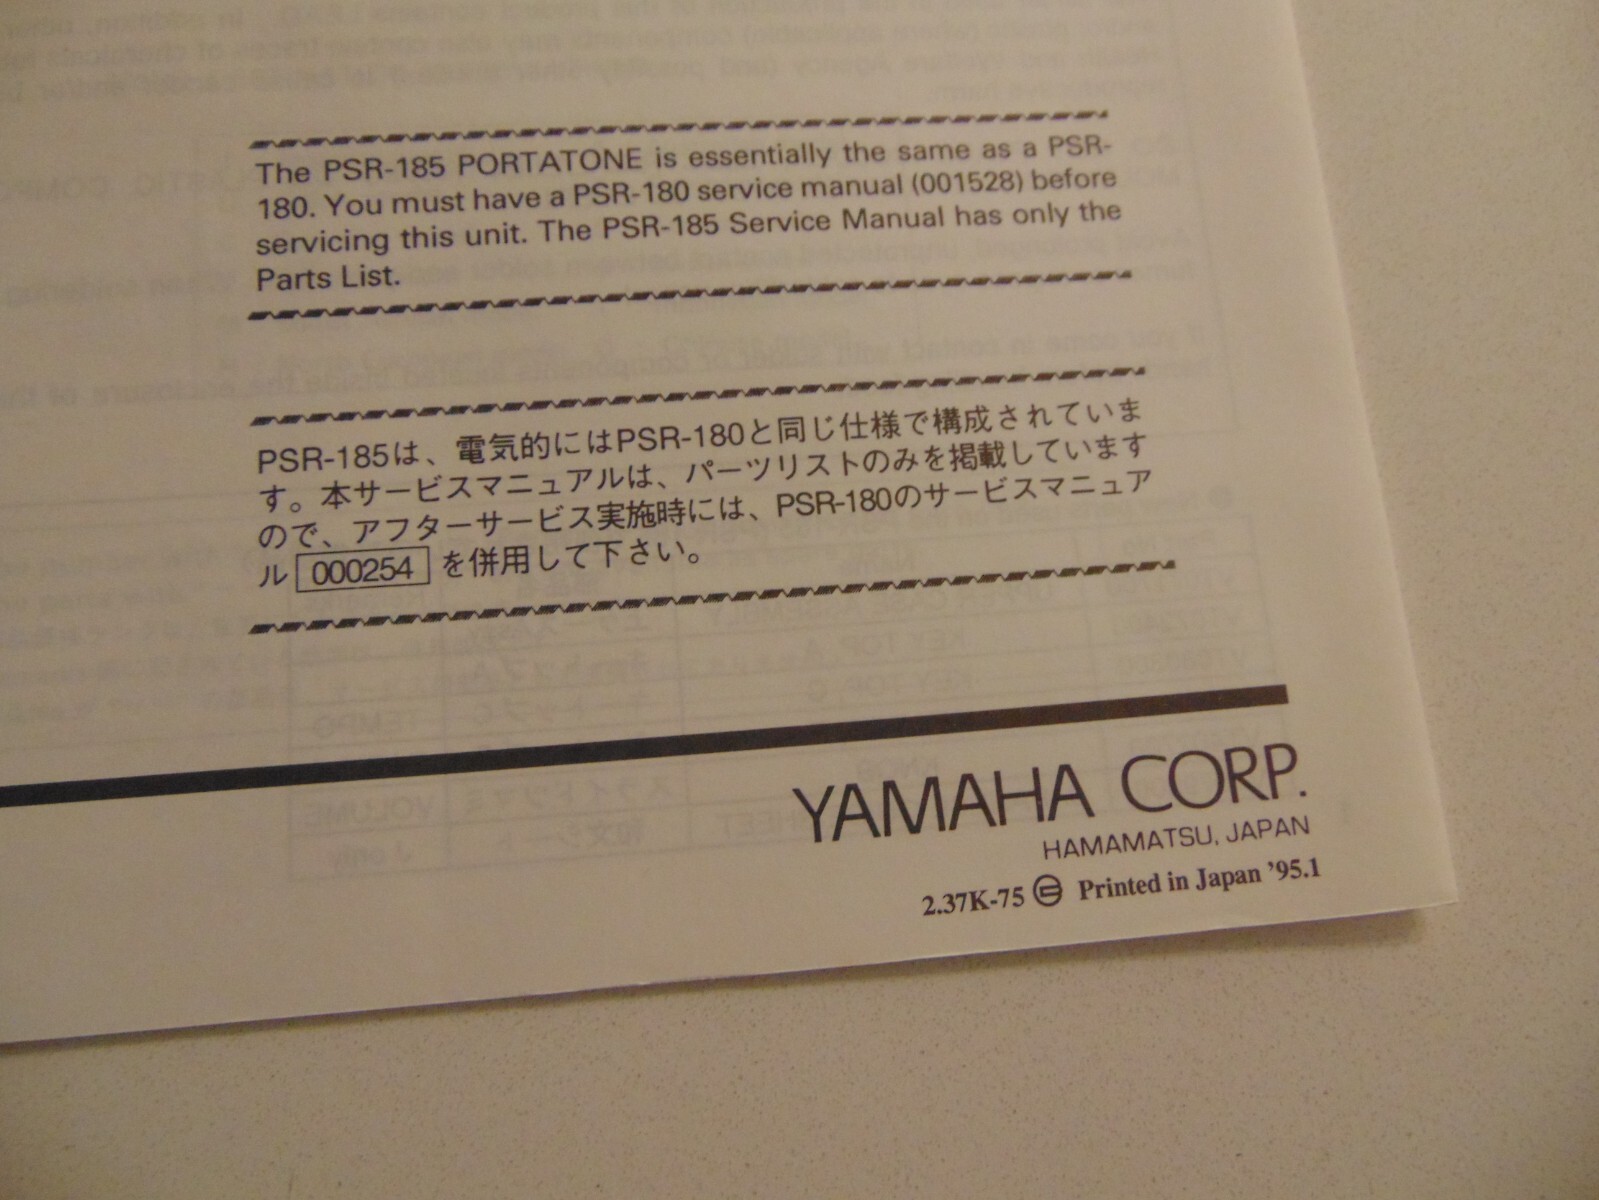 The PSR-185 PORTATONE is essentially the same as a PSR-
180. You must have a PSR-180 service manual (001528) before
servicing this unit. The PSR-185 Service Manual has only the
Parts List.
PSR-185は、電気的にはPSR-180と同じ仕様で構成されていま
す。本サービスマニュアルは、パーツリストのみを掲載しています
ので、アフターサービス実施時には、PSR-180のサービスマニュア
ル 000254 を併用して下さい。
YAMAHA CORP.
HAMAMATSU, JAPAN
2.37K-75 Printed in Japan '95.1